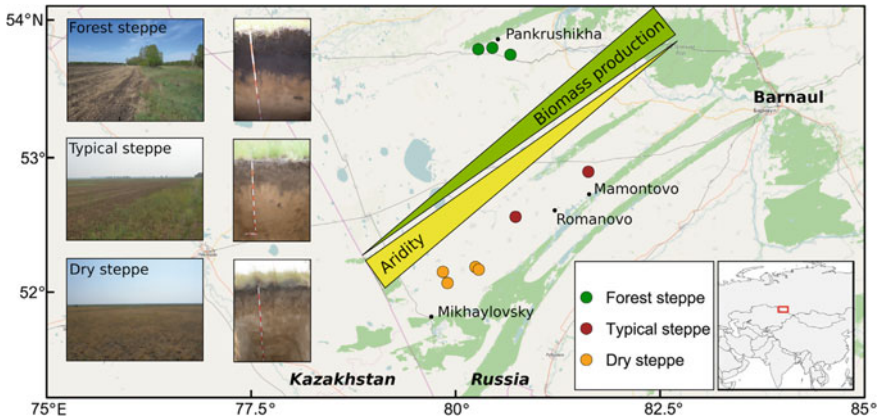 54°N
53°
52°
75°E
77.5°
80°
82.5°
85°
Forest steppe
Typical steppe
Dry steppe
Pankrushikha
Biomass production
Aridity
Barnaul
Mamontovo
Romanovo
Mikhaylovsky
Kazakhstan
Russia
Forest steppe
Typical steppe
Dry steppe